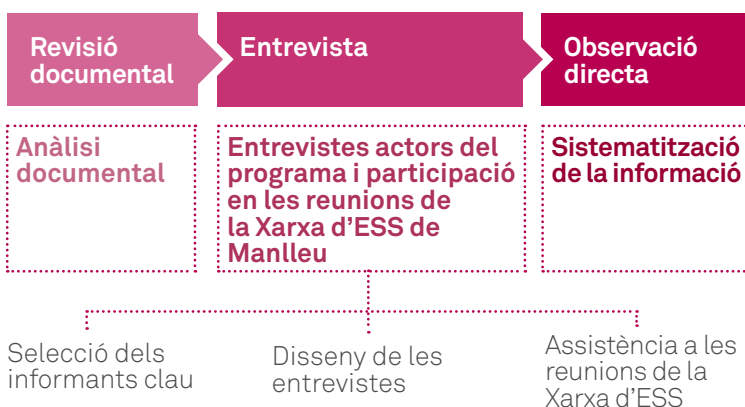 Revisió
documental
Entrevista
Observació
directa
Anàlisi
documental
Entrevistes actors del
programa i participació
en les reunions de
la Xarxa d’ESS de
Manlleu
Sistematització
de la informació
Selecció dels
informants clau
Disseny de les
entrevistes
Assistència a les
reunions de la
Xarxa d’ESS